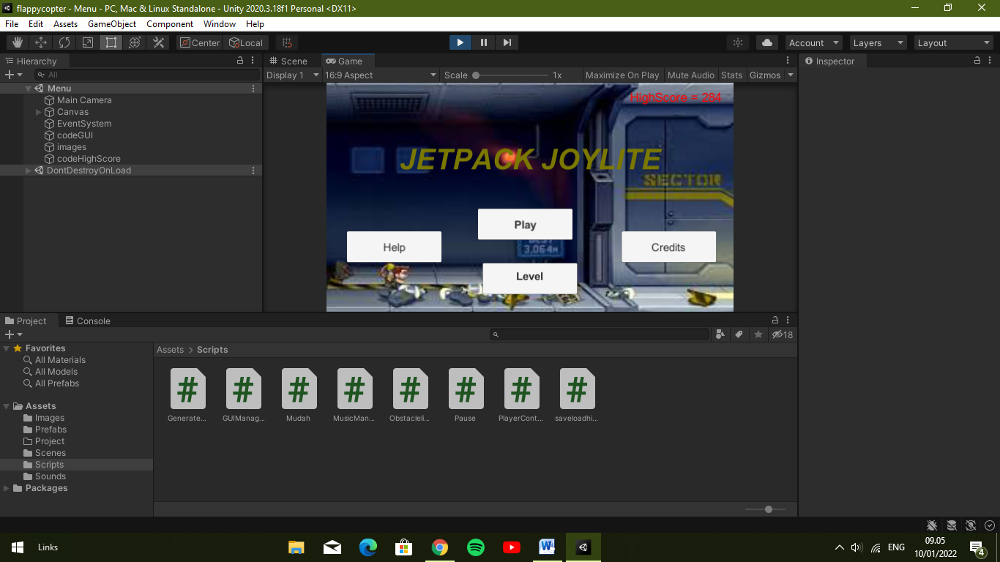 flappycopter - Menu - PC, Mac & Linux Standalone - Unity 2020.3.18f1 Personal <DX11>
File Edit Assets GameObject Component Window Help
Center Local Account Layers Layout
Hierarchy
All
Menu
Main Camera
Canvas
EventSystem
codeGUI
images
codeHighScore
DontDestroyOnLoad
Scene Game
Display 1 16:9 Aspect Scale 1x Maximize On Play Mute Audio Stats Gizmos
HighScore = 284
JETPACK JOYLITE
SECTOR
Play
Help
Credits
BEST
3,064M
Level
Inspector
Project Console
18
Favorites
All Materials
All Models
All Prefabs
Assets
Images
Prefabs
Project
Scenes
Scripts
Sounds
Packages
Assets > Scripts
Generate... GUIManag... Mudah MusicMan... Obstacleli... Pause PlayerCont... saveloadhi...
Links
ENG
09.05
10/01/2022
4